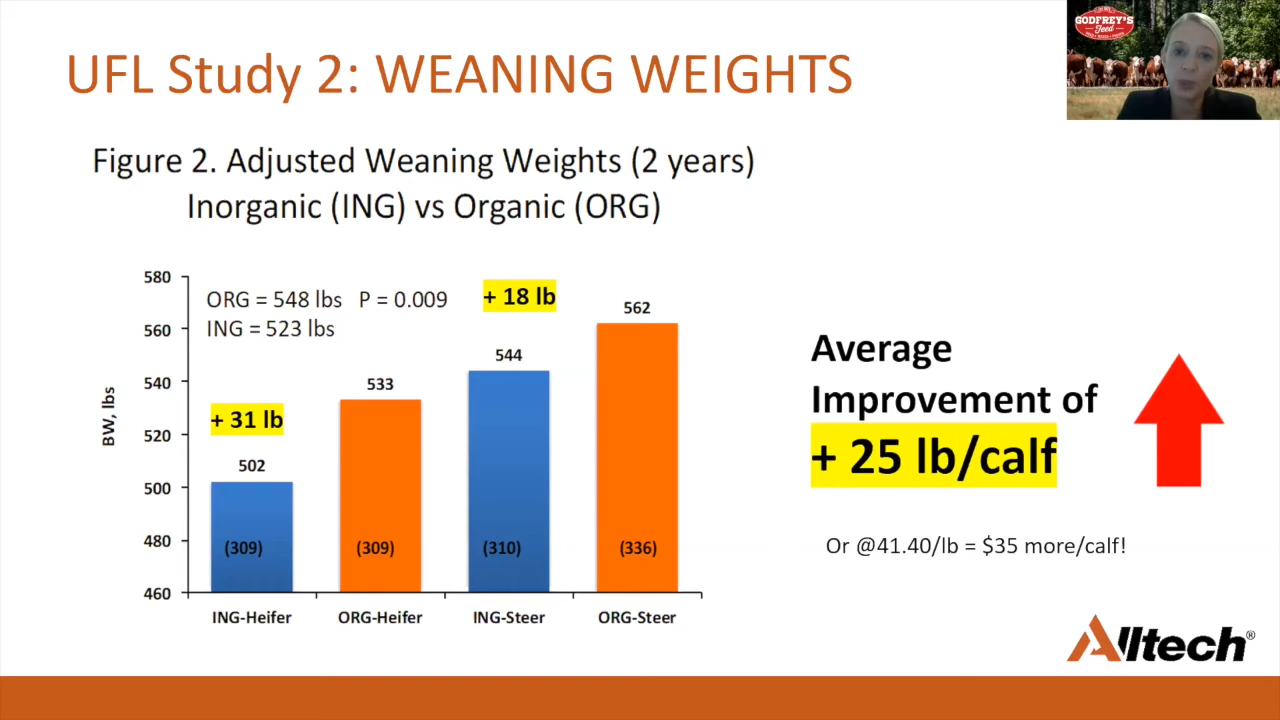 UFL Study 2: WEANING WEIGHTS
GODFREY'S
Feed
Figure 2. Adjusted Weaning Weights (2 years)
Inorganic (ING) vs Organic (ORG)
ORG = 548 lbs P = 0.009
ING = 523 lbs
+ 18 lb
+ 31 lb
580
560
540
520
500
480
460
BW, lbs
502
533
544
562
(309)
(309)
(310)
(336)
ING-Heifer
ORG-Heifer
ING-Steer
ORG-Steer
Average
Improvement of
+ 25 lb/calf
Or @41.40/lb = $35 more/calf!
Alltech®